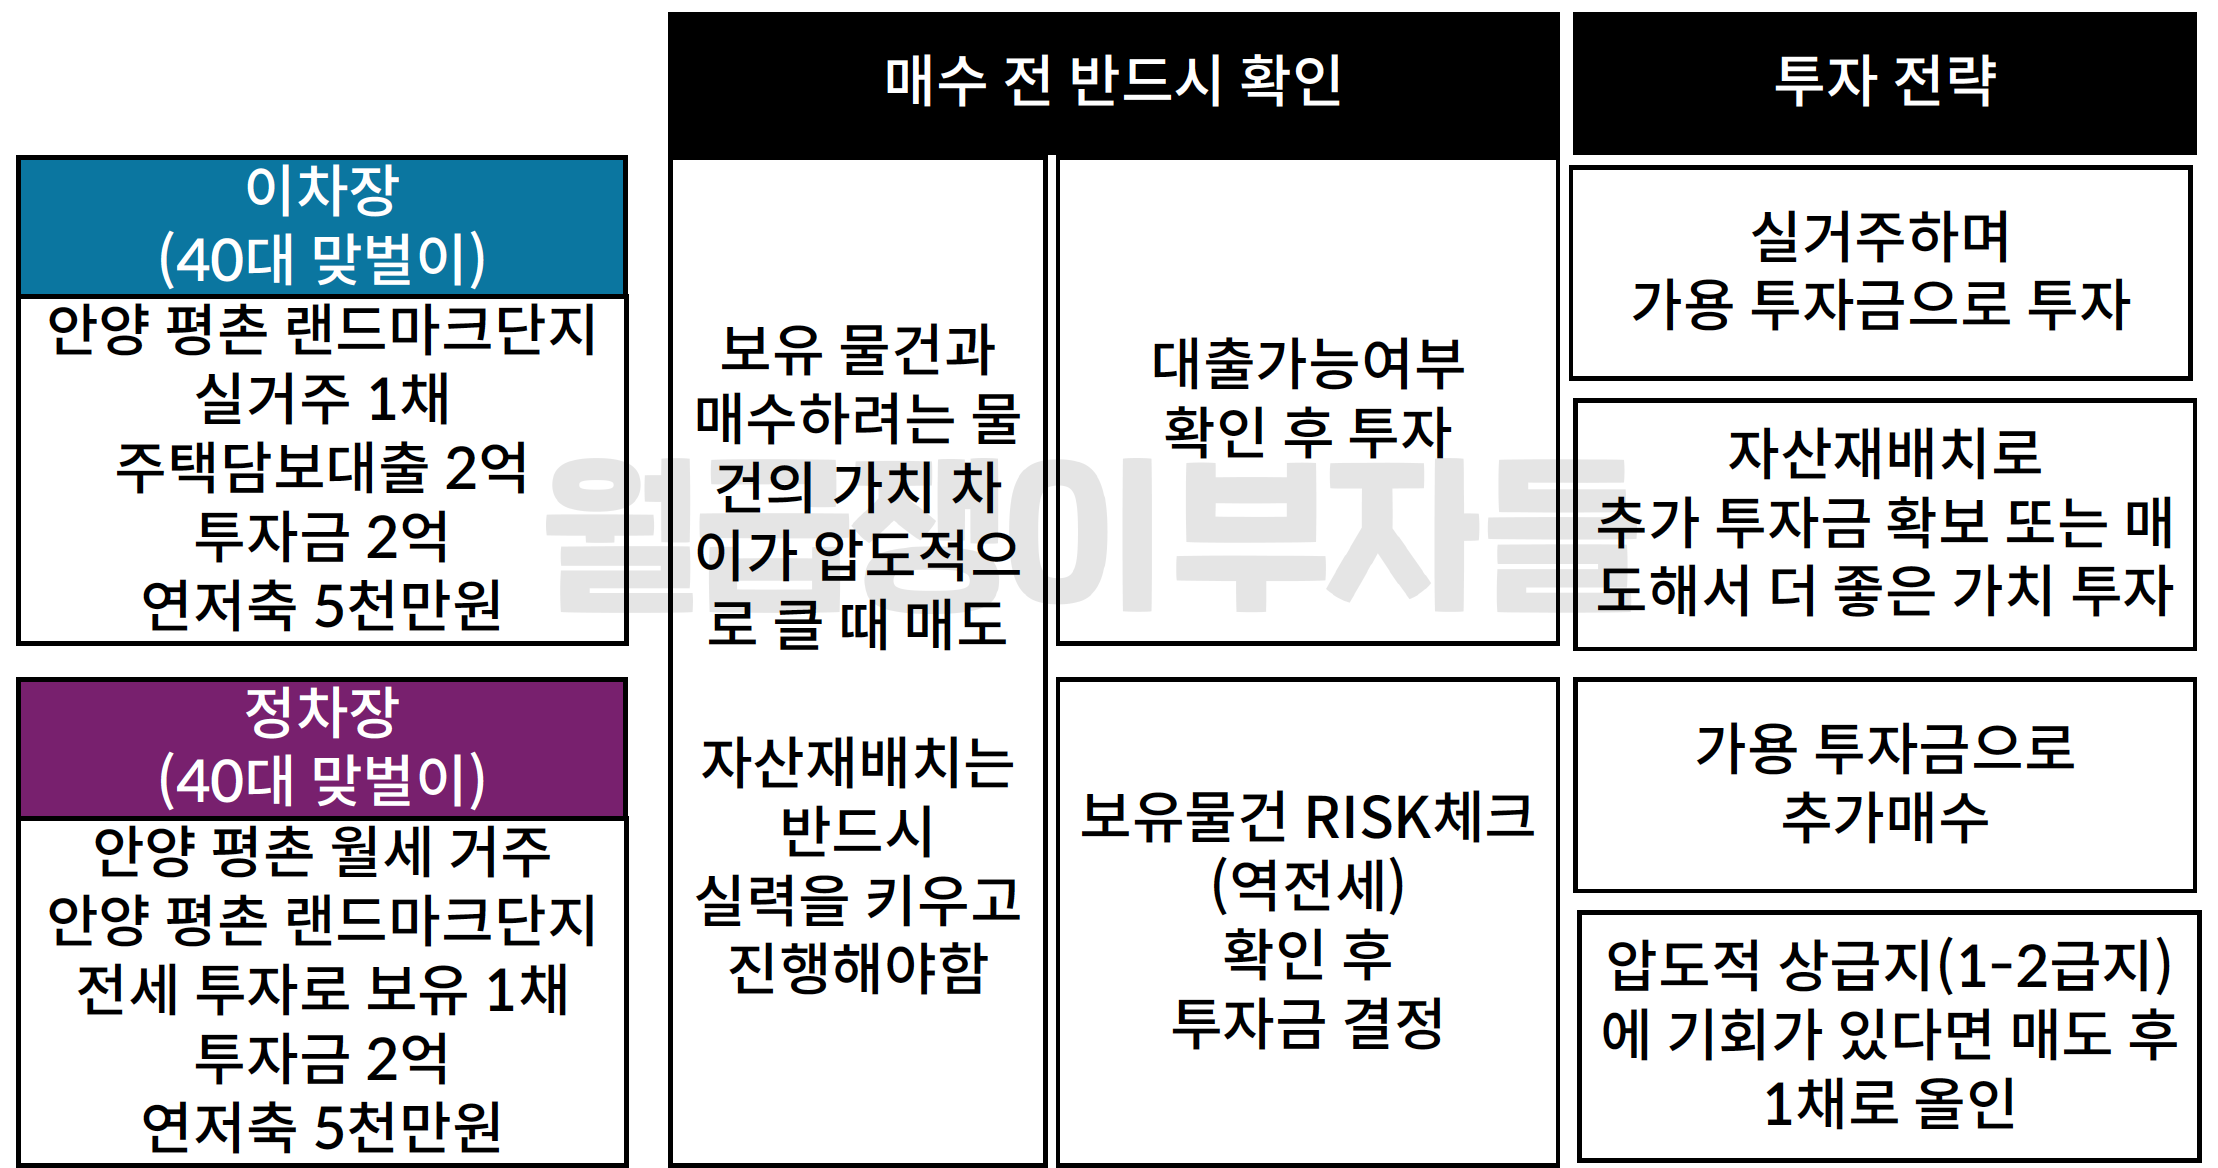 매수 전 반드시 확인
투자 전략
이차장
(40대 맞벌이)
안양 평촌 랜드마크단지
실거주 1채
주택담보대출 2억
투자금 2억
연저축 5천만원
정차장
(40대 맞벌이)
안양 평촌 월세 거주
안양 평촌 랜드마크단지
전세 투자로 보유 1채
투자금 2억
연저축 5천만원
보유 물건과
매수하려는 물
건의 가치 차
이가 압도적으
로 클 때 매도
자산재배치는
반드시
실력을 키우고
진행해야함
대출가능여부
확인 후 투자
보유물건 RISK체크
(역전세)
확인 후
투자금 결정
실거주하며
가용 투자금으로 투자
자산재배치로
추가 투자금 확보 또는 매
도해서 더 좋은 가치 투자
가용 투자금으로
추가매수
압도적 상급지(1-2급지)
에 기회가 있다면 매도 후
1채로 올인
월급쟁이부자들